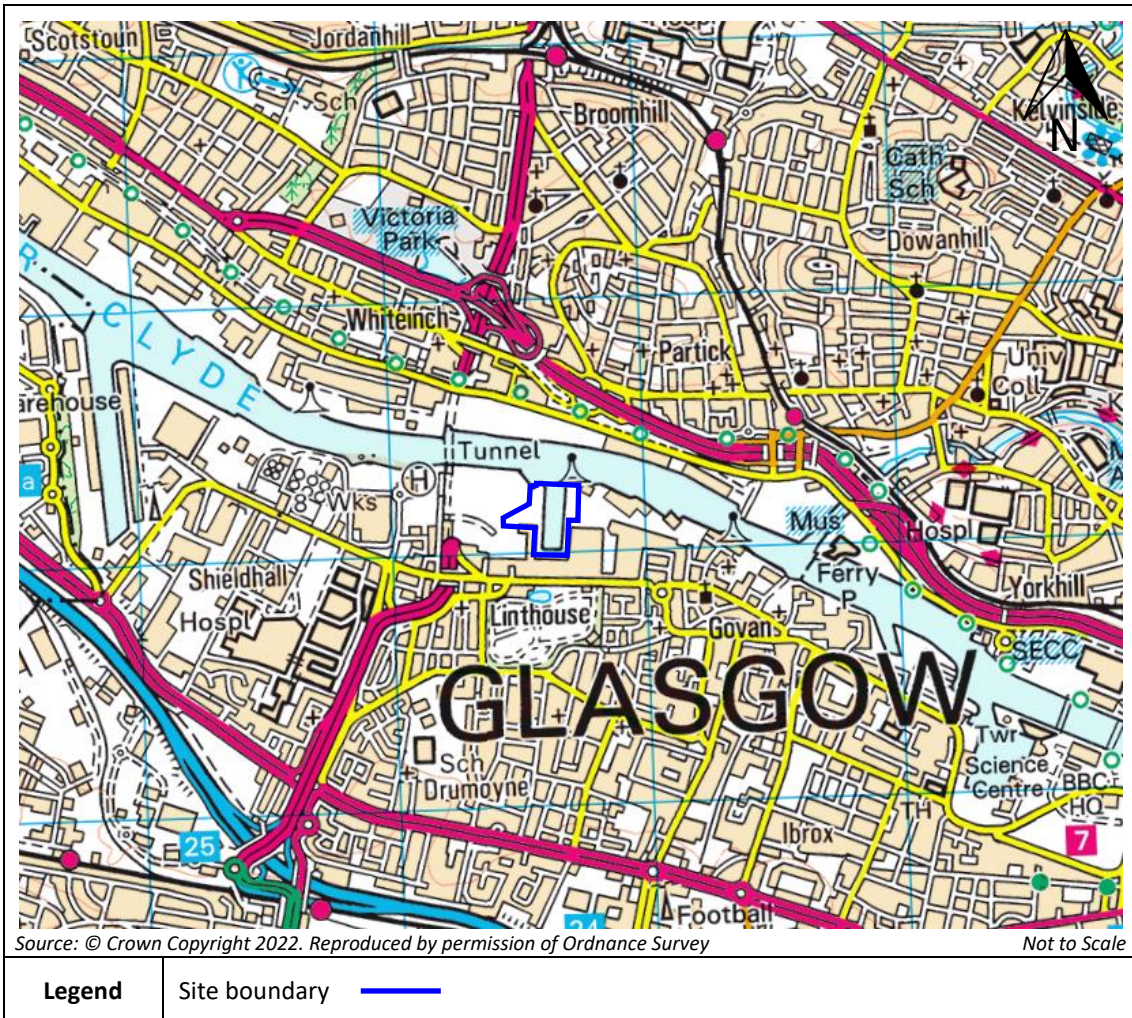 Scotstoun
Jordanhill
Sch
Broomhill
Kelvinside
N
Cath
Sch
Victoria
Park
Dowanhill
R
CLYDE
Whiteinch
Partick
Univ
Coll
arehouse
Tunnel
a
8
Wks
H
Mus
Hospl
Shieldhall
Ferry
P
Yorkhill
Hospl
Linthouse
Govan
SECC
GLASGOW
Twr
Science
Centre
BBC
HQ
Sch
Drumoyne
TH
Ibrox
25
7
Football
24
Source: © Crown Copyright 2022. Reproduced by permission of Ordnance Survey
Not to Scale
Legend
Site boundary